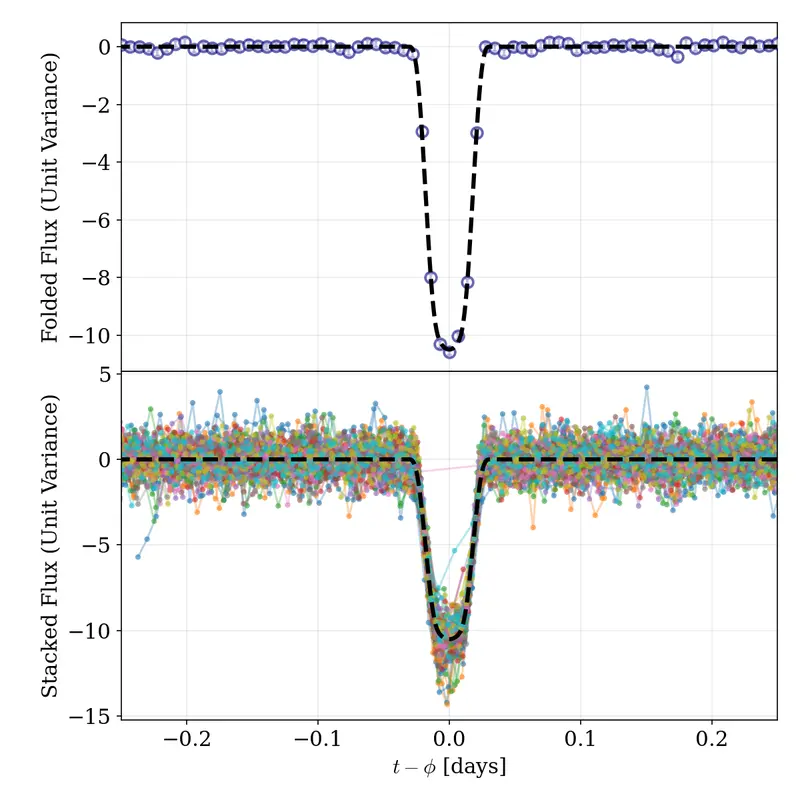 Folded Flux (Unit Variance)
0
−2
−4
−6
−8
−10
Stacked Flux (Unit Variance)
5
0
−5
−10
−15
−0.2 −0.1 0.0 0.1 0.2
t − ϕ [days]